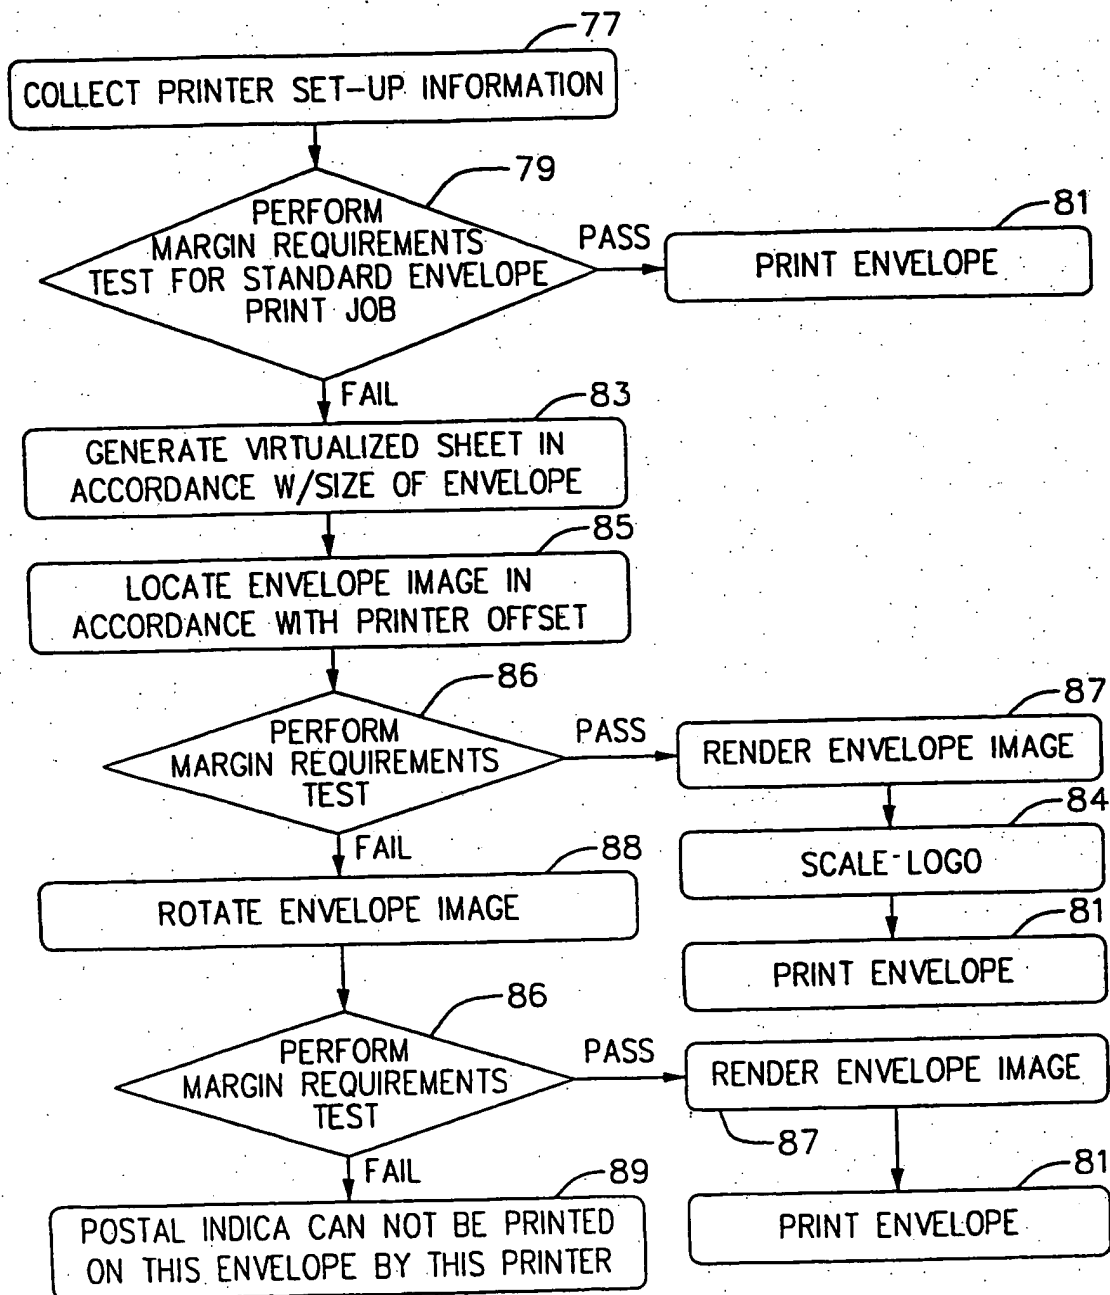 77
COLLECT PRINTER SET-UP INFORMATION
79
PERFORM
MARGIN REQUIREMENTS
TEST FOR STANDARD ENVELOPE
PRINT JOB
PASS
81
PRINT ENVELOPE
FAIL
83
GENERATE VIRTUALIZED SHEET IN
ACCORDANCE W/SIZE OF ENVELOPE
85
LOCATE ENVELOPE IMAGE IN
ACCORDANCE WITH PRINTER OFFSET
86
PERFORM
MARGIN REQUIREMENTS
TEST
PASS
87
RENDER ENVELOPE IMAGE
84
SCALE-LOGO
81
PRINT ENVELOPE
FAIL
88
ROTATE ENVELOPE IMAGE
86
PERFORM
MARGIN REQUIREMENTS
TEST
PASS
RENDER ENVELOPE IMAGE
87
81
PRINT ENVELOPE
FAIL
89
POSTAL INDICA CAN NOT BE PRINTED
ON THIS ENVELOPE BY THIS PRINTER